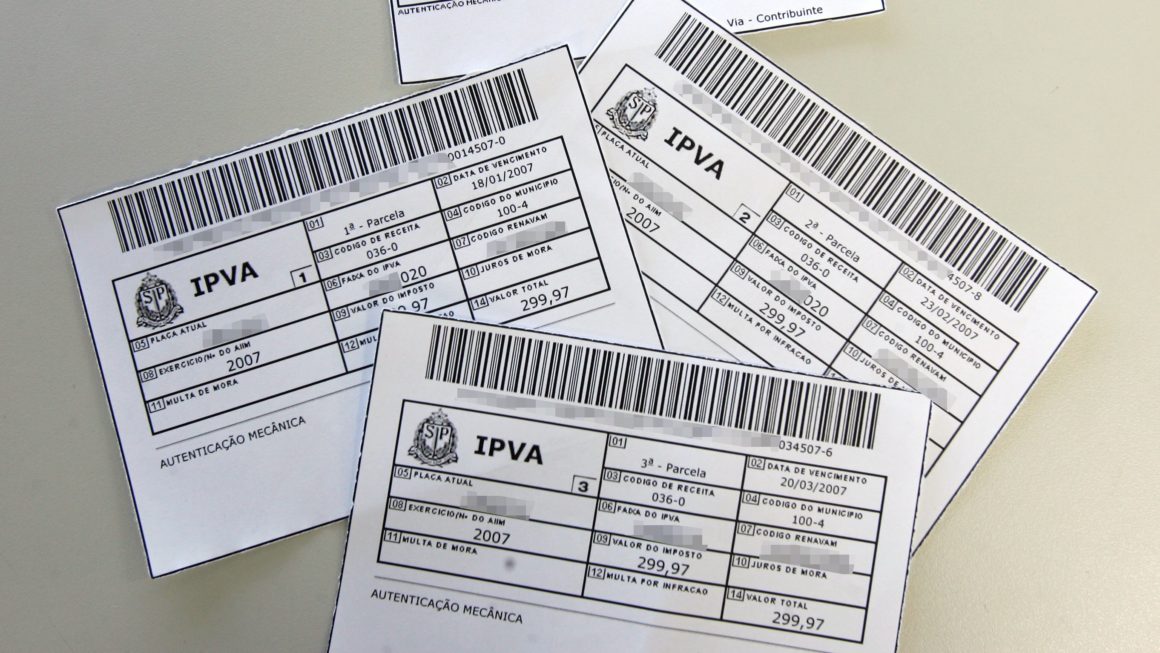 AUTENTICAÇÃO MECÂNICA
Via - Contribuinte
0014507-0
SP
IPVA
1
01
1ª - Parcela
02 DATA DE VENCIMENTO
18/01/2007
03 CODIGO DE RECEITA
036-0
04 CODIGO DO MUNICIPIO
100-4
05 PLACA ATUAL
06 FAIXA DO IPVA
020
07 CODIGO RENAVAM
08 EXERCICIO/Nº DO AIIM
2007
09 VALOR DO IMPOSTO
,97
10 JUROS DE MORA
11 MULTA DE MORA
12 MUL
14 VALOR TOTAL
299,97
AUTENTICAÇÃO MECÂNICA
4507-8
SP
IPVA
2
01
2ª - Parcela
02 DATA DE VENCIMENTO
23/02/2007
PLACA ATUAL
03 CODIGO DE RECEITA
036-0
04 CODIGO DO MUNICIPIO
100-4
IO/Nº DO AIIM
2007
06 FAIXA DO IPVA
020
07 CODIGO RENAVAM
09 VALOR DO IMPOSTO
299,97
10 JUROS DE
12 MULTA POR INFRACAO
034507-6
SP
IPVA
3
01
3ª - Parcela
02 DATA DE VENCIMENTO
20/03/2007
05 PLACA ATUAL
03 CODIGO DE RECEITA
036-0
04 CODIGO DO MUNICIPIO
100-4
08 EXERCICIO/Nº DO AIIM
2007
06 FAIXA DO IPVA
07 CODIGO RENAVAM
11 MULTA DE MORA
09 VALOR DO IMPOSTO
299,97
10 JUROS DE MORA
12 MULTA POR INFRACAO
14 VALOR TOTAL
299,97
AUTENTICAÇÃO MECÂNICA